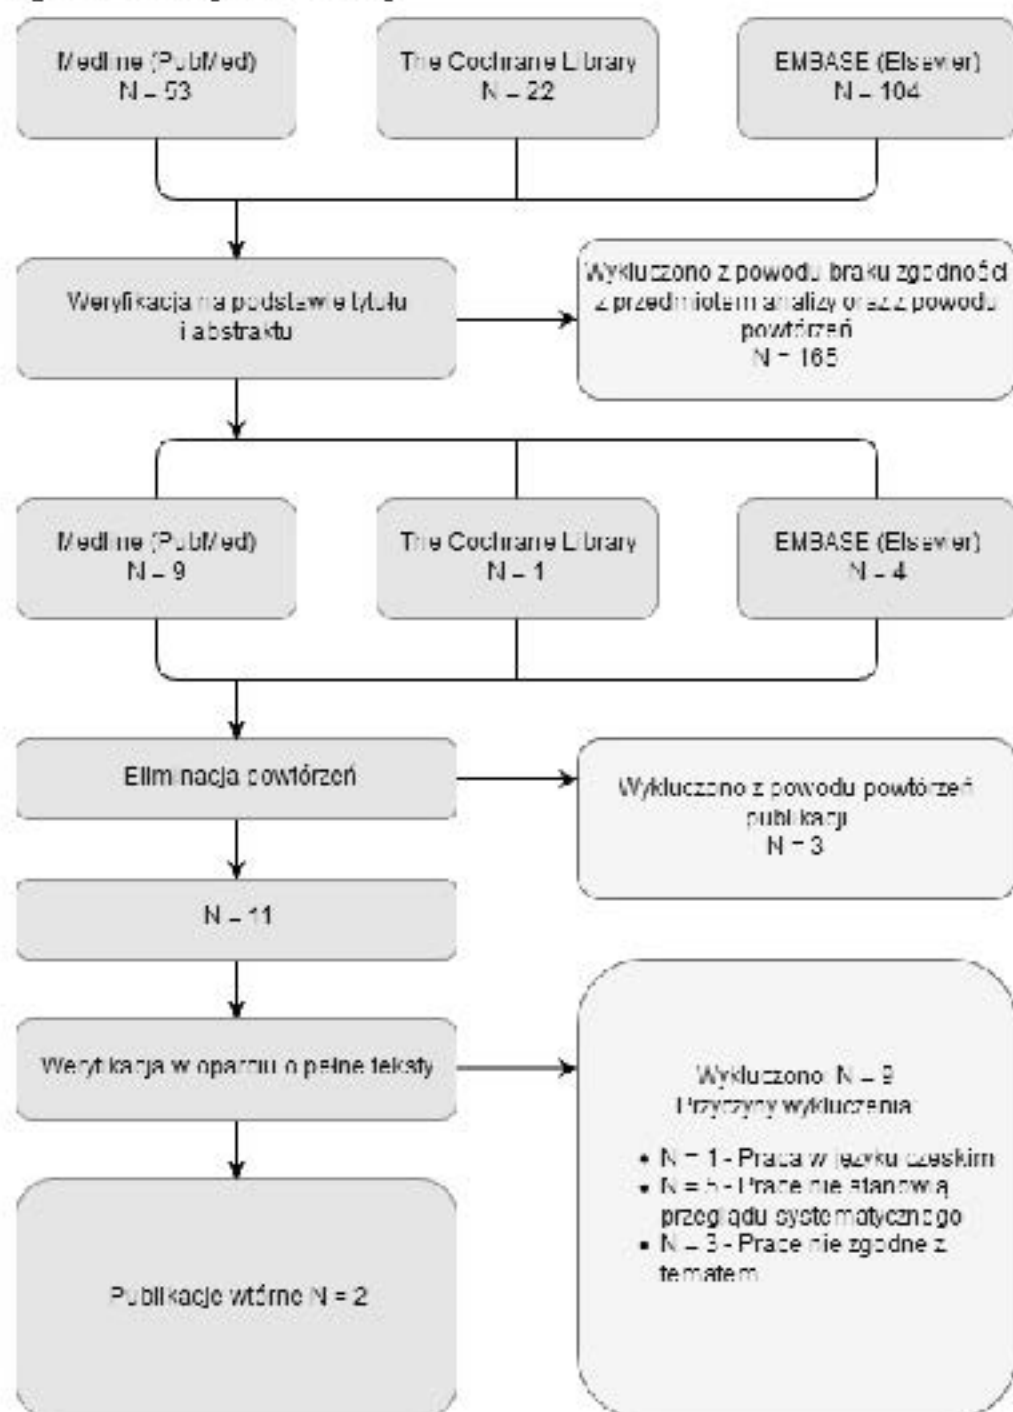 Medline (PubMed)
N = 53
The Cochrane Library
N = 22
EMBASE (Elsevier)
N = 104
Weryfikacja na podstawie tytułu
i abstraktu
Wykluczono z powodu braku zgodności
z przedmiotem analizy oraz z powodu
powtórzeń
N = 165
Medline (PubMed)
N = 9
The Cochrane Library
N = 1
EMBASE (Elsevier)
N = 4
Eliminacja powtórzeń
Wykluczono z powodu powtórzeń
publikacji
N = 3
N = 11
Weryfikacja w oparciu o pełne teksty
Wykluczono: N = 9
Przyczyny wykluczenia:
• N = 1 - Praca w języku czeskim
• N = 5 - Prace nie stanowią
przeglądu systematycznego
• N = 3 - Prace nie zgodne z
tematem
Publikacje wtórne N = 2